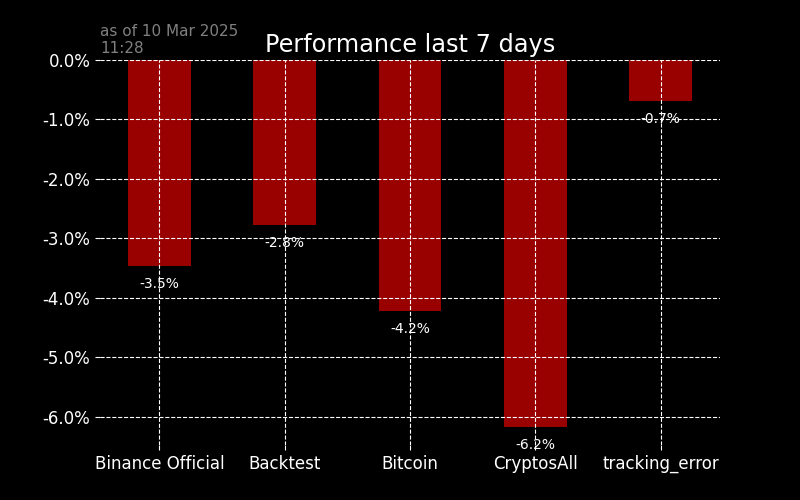 as of 10 Mar 2025
11:28
Performance last 7 days
0.0%
-1.0%
-2.0%
-3.0%
-4.0%
-5.0%
-6.0%
-3.5%
-2.8%
-4.2%
-6.2%
-0.7%
Binance Official
Backtest
Bitcoin
CryptosAll
tracking_error